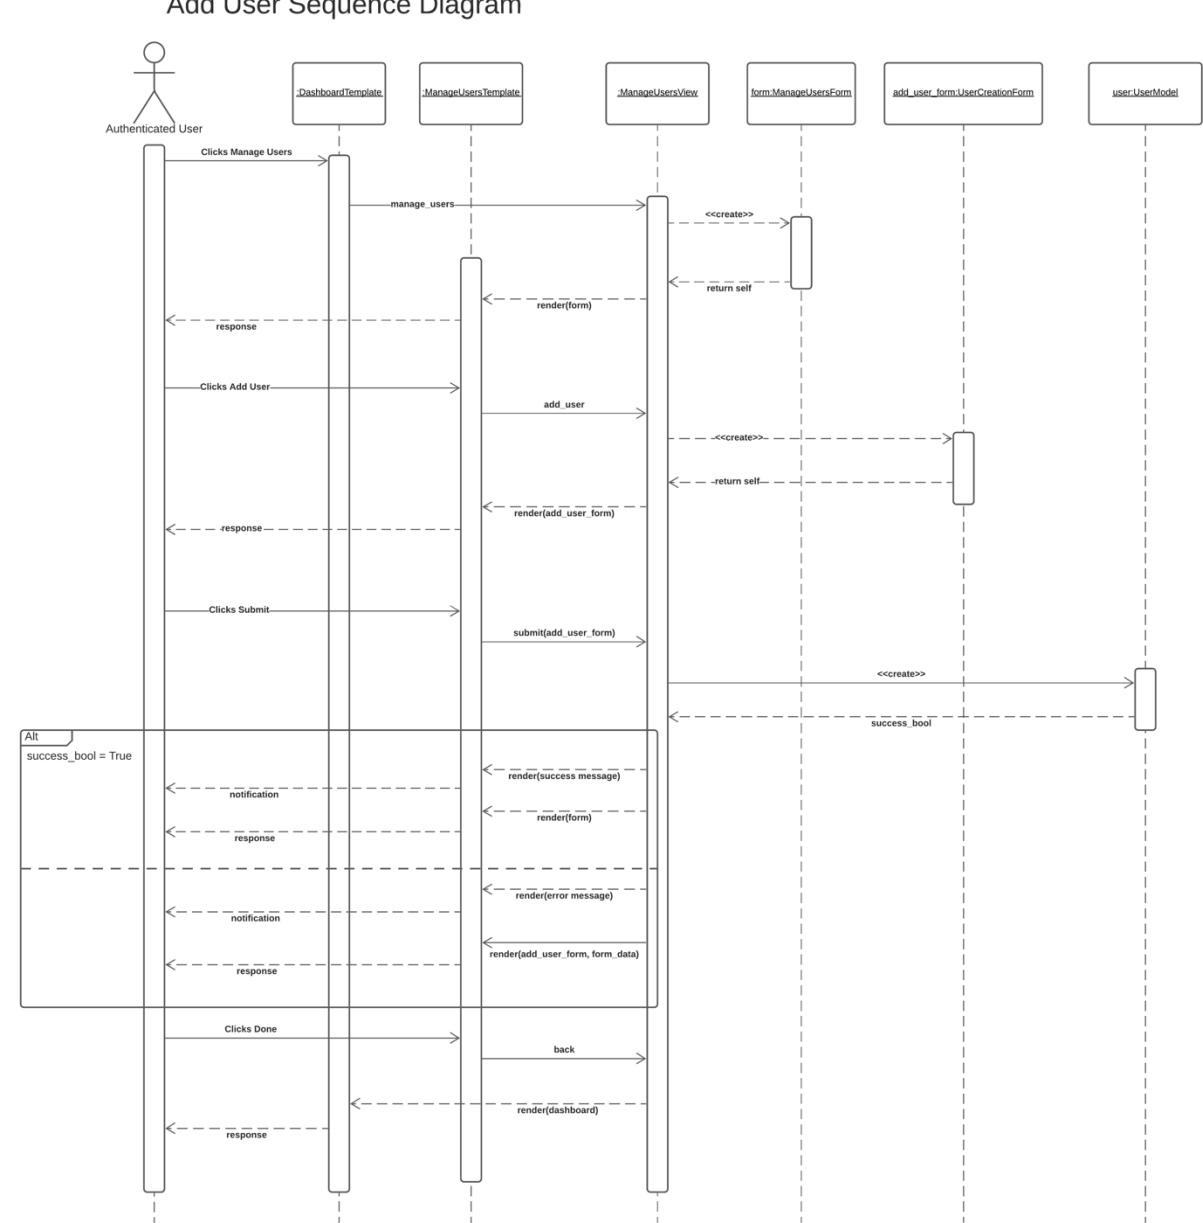 Add User Sequence Diagram
:DashboardTemplate
:ManageUsersTemplate
:ManageUsersView
form:ManageUsersForm
add_user_form:UserCreationForm
user:UserModel
Authenticated User
Clicks Manage Users
manage_users
<<create>>
return self
render(form)
response
Clicks Add User
add_user
<<create>>
return self
render(add_user_form)
response
Clicks Submit
submit(add_user_form)
<<create>>
success_bool
Alt
success_bool = True
render(success message)
notification
render(form)
response
render(error message)
notification
render(add_user_form, form_data)
response
Clicks Done
back
render(dashboard)
response